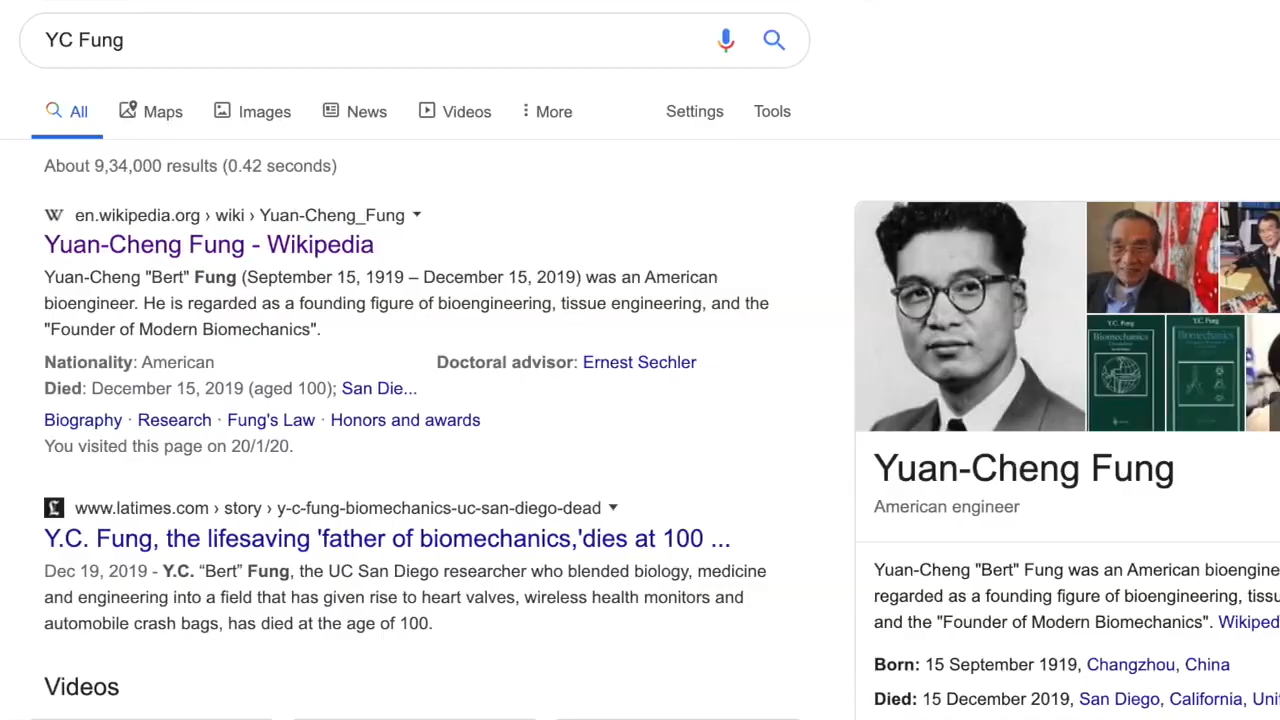 YC Fung
All Maps Images News Videos More Settings Tools
About 9,34,000 results (0.42 seconds)
W en.wikipedia.org › wiki › Yuan-Cheng_Fung
Yuan-Cheng Fung - Wikipedia
Yuan-Cheng "Bert" Fung (September 15, 1919 – December 15, 2019) was an American
bioengineer. He is regarded as a founding figure of bioengineering, tissue engineering, and the
"Founder of Modern Biomechanics".
Nationality: American Doctoral advisor: Ernest Sechler
Died: December 15, 2019 (aged 100); San Die...
Biography · Research · Fung's Law · Honors and awards
You visited this page on 20/1/20.
www.latimes.com › story › y-c-fung-biomechanics-uc-san-diego-dead
Y.C. Fung, the lifesaving 'father of biomechanics,'dies at 100 ...
Dec 19, 2019 - Y.C. “Bert” Fung, the UC San Diego researcher who blended biology, medicine
and engineering into a field that has given rise to heart valves, wireless health monitors and
automobile crash bags, has died at the age of 100.
Videos
Y.C. Fung
Biomechanics
Y.C. Fung
Biomechanics
Yuan-Cheng Fung
American engineer
Yuan-Cheng "Bert" Fung was an American bioengine
regarded as a founding figure of bioengineering, tissu
and the "Founder of Modern Biomechanics". Wikiped
Born: 15 September 1919, Changzhou, China
Died: 15 December 2019, San Diego, California, Uni